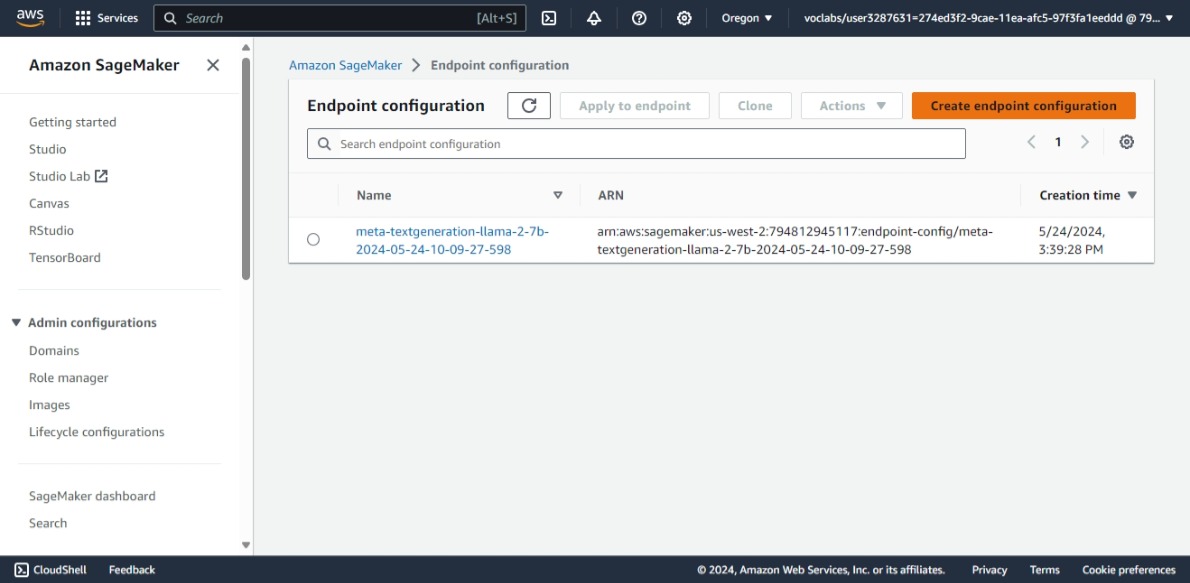 aws
Services
Search
[Alt+S]
Oregon
voclabs/user3287631=274ed3f2-9cae-11ea-afc5-97f3fa1eeddd @ 79...
Amazon SageMaker
Getting started
Studio
Studio Lab
Canvas
RStudio
TensorBoard
Admin configurations
Domains
Role manager
Images
Lifecycle configurations
SageMaker dashboard
Search
Amazon SageMaker
Endpoint configuration
Endpoint configuration
Apply to endpoint
Clone
Actions
Create endpoint configuration
Search endpoint configuration
1
Name
ARN
Creation time
meta-textgeneration-llama-2-7b-
2024-05-24-10-09-27-598
arn:aws:sagemaker:us-west-2:794812945117:endpoint-config/meta-
textgeneration-llama-2-7b-2024-05-24-10-09-27-598
5/24/2024,
3:39:28 PM
CloudShell
Feedback
© 2024, Amazon Web Services, Inc. or its affiliates.
Privacy
Terms
Cookie preferences